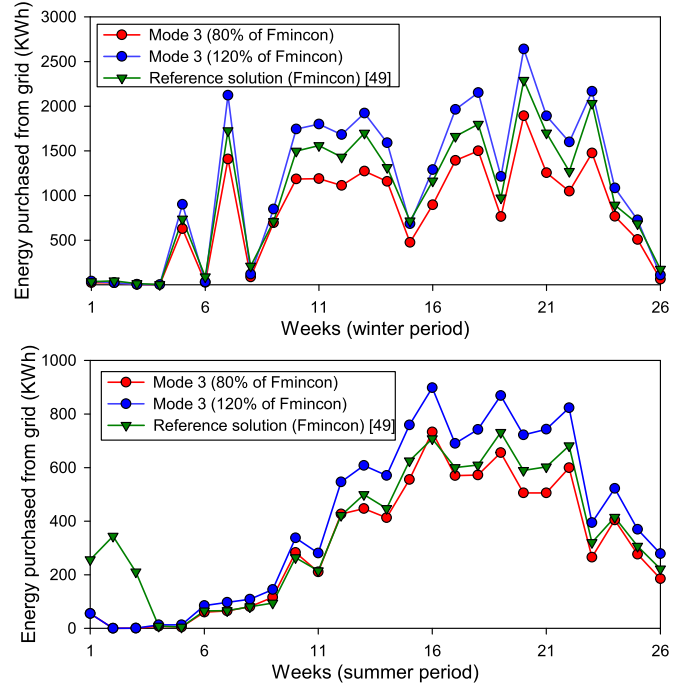 Energy purchased from grid (KWh)
3000
2500
2000
1500
1000
500
Mode 3 (80% of Fmincon)
Mode 3 (120% of Fmincon)
Reference solution (Fmincon) [49]
1 6 11 16 21 26
Weeks (winter period)
Energy purchased from grid (KWh)
1000
800
600
400
200
0
Mode 3 (80% of Fmincon)
Mode 3 (120% of Fmincon)
Reference solution (Fmincon) [49]
1 6 11 16 21 26
Weeks (summer period)